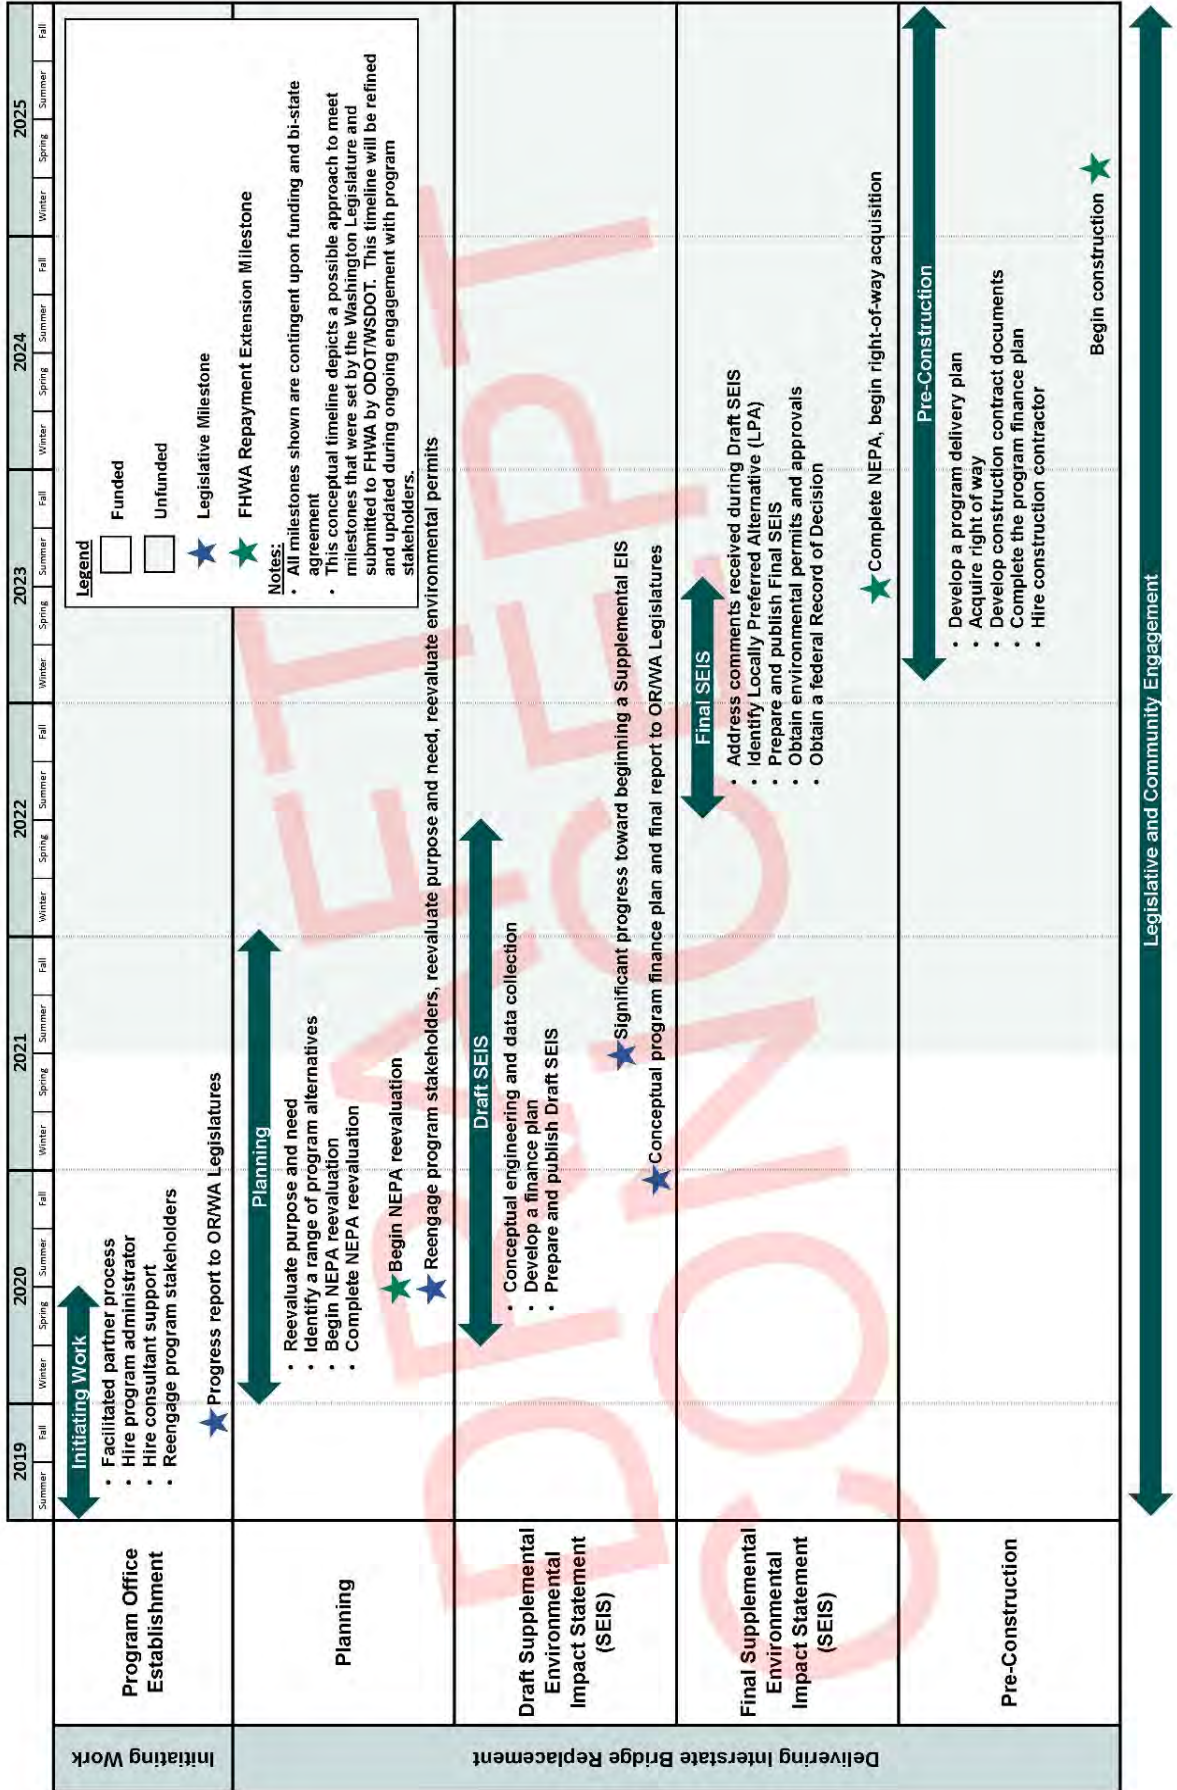 2019
2020
2021
2022
2023
2024
2025
Summer
Fall
Winter
Spring
Summer
Fall
Winter
Spring
Summer
Fall
Winter
Spring
Summer
Fall
Winter
Spring
Summer
Fall
Winter
Spring
Summer
Fall
Winter
Spring
Summer
Fall
Initiating Work
Program Office
Establishment
Initiating Work
• Facilitated partner process
• Hire program administrator
• Hire consultant support
• Reengage program stakeholders
Progress report to OR/WA Legislatures
Legend
Funded
Unfunded
Legislative Milestone
FHWA Repayment Extension Milestone
Notes:
• All milestones shown are contingent upon funding and bi-state
agreement
• This conceptual timeline depicts a possible approach to meet
milestones that were set by the Washington Legislature and
submitted to FHWA by ODOT/WSDOT. This timeline will be refined
and updated during ongoing engagement with program
stakeholders.
Delivering Interstate Bridge Replacement
Planning
Planning
• Reevaluate purpose and need
• Identify a range of program alternatives
• Begin NEPA reevaluation
• Complete NEPA reevaluation
Begin NEPA reevaluation
Reengage program stakeholders, reevaluate purpose and need, reevaluate environmental permits
Draft Supplemental
Environmental
Impact Statement
(SEIS)
Draft SEIS
• Conceptual engineering and data collection
• Develop a finance plan
• Prepare and publish Draft SEIS
Significant progress toward beginning a Supplemental EIS
Conceptual program finance plan and final report to OR/WA Legislatures
Final Supplemental
Environmental
Impact Statement
(SEIS)
Final SEIS
• Address comments received during Draft SEIS
• Identify Locally Preferred Alternative (LPA)
• Prepare and publish Final SEIS
• Obtain environmental permits and approvals
• Obtain a federal Record of Decision
Complete NEPA, begin right-of-way acquisition
Pre-Construction
Pre-Construction
• Develop a program delivery plan
• Acquire right of way
• Develop construction contract documents
• Complete the program finance plan
• Hire construction contractor
Begin construction
Legislative and Community Engagement
DRAFT
CONCEPT